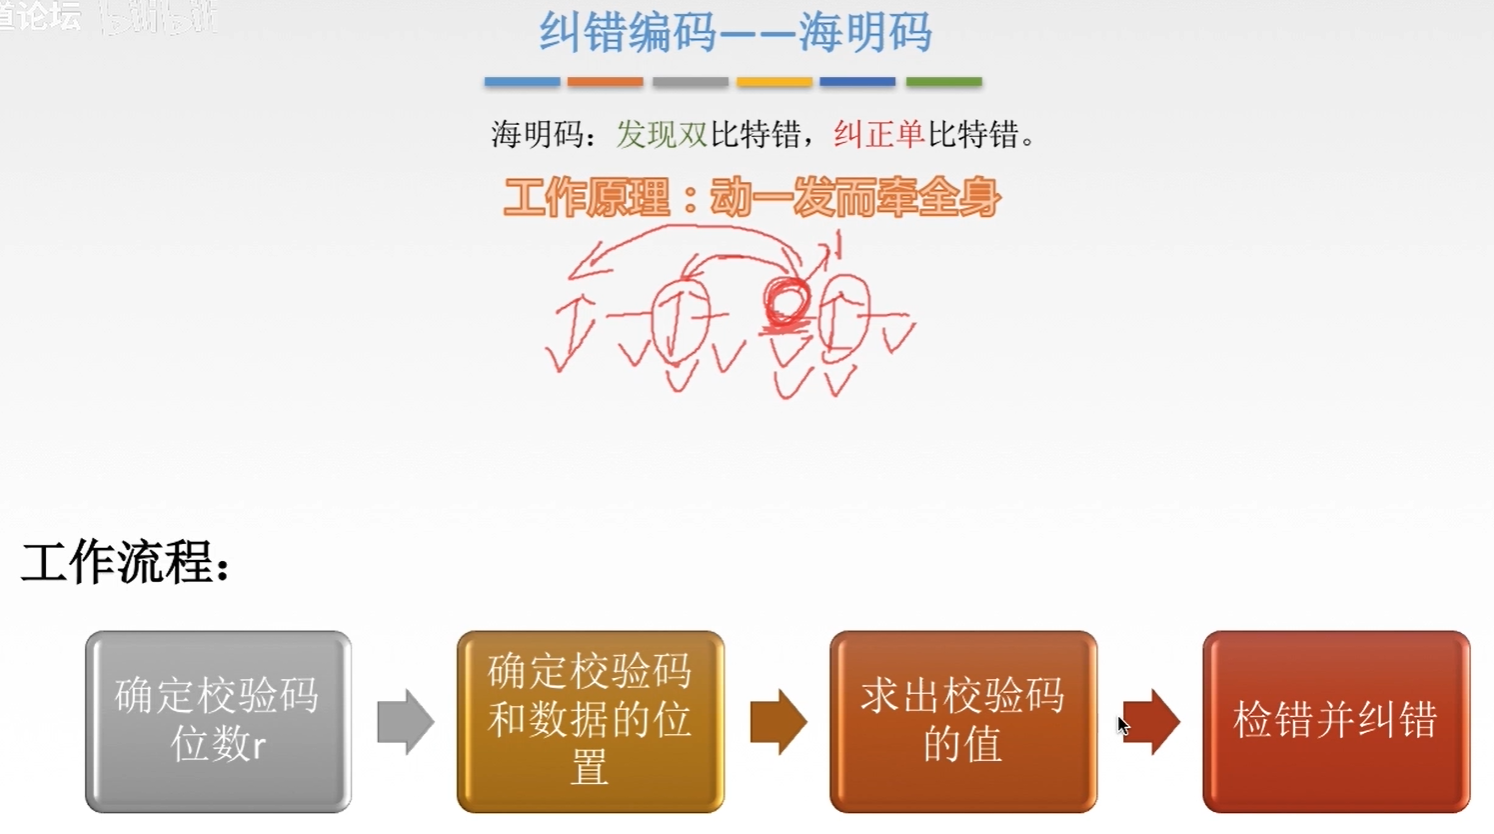 道论坛 bilibili
纠错编码——海明码
海明码：发现双比特错，纠正单比特错。
工作原理：动一发而牵全身
工作流程：
确定校验码
位数r
确定校验码
和数据的位
置
求出校验码
的值
检错并纠错